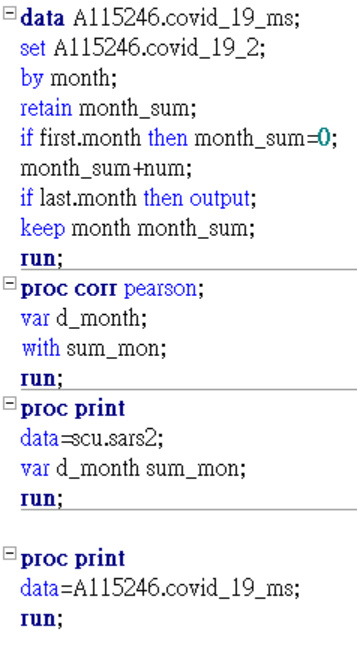 data A115246.covid_19_ms;
set A115246.covid_19_2;
by month;
retain month_sum;
if first.month then month_sum=0;
month_sum+num;
if last.month then output;
keep month month_sum;
run;
proc corr pearson;
var d_month;
with sum_mon;
run;
proc print
data=scu.sars2;
var d_month sum_mon;
run;
proc print
data=A115246.covid_19_ms;
run;